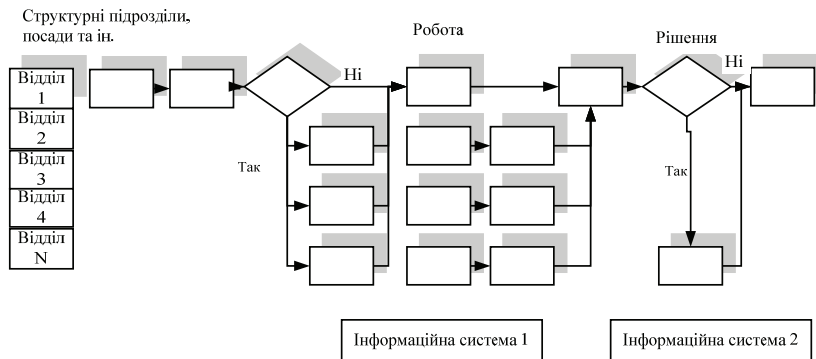 Структурні підрозділи,
посади та ін.
Робота
Рішення
Відділ
1
Ні
Ні
Відділ
2
Так
Відділ
3
Так
Відділ
4
Відділ
N
Інформаційна система 1
Інформаційна система 2